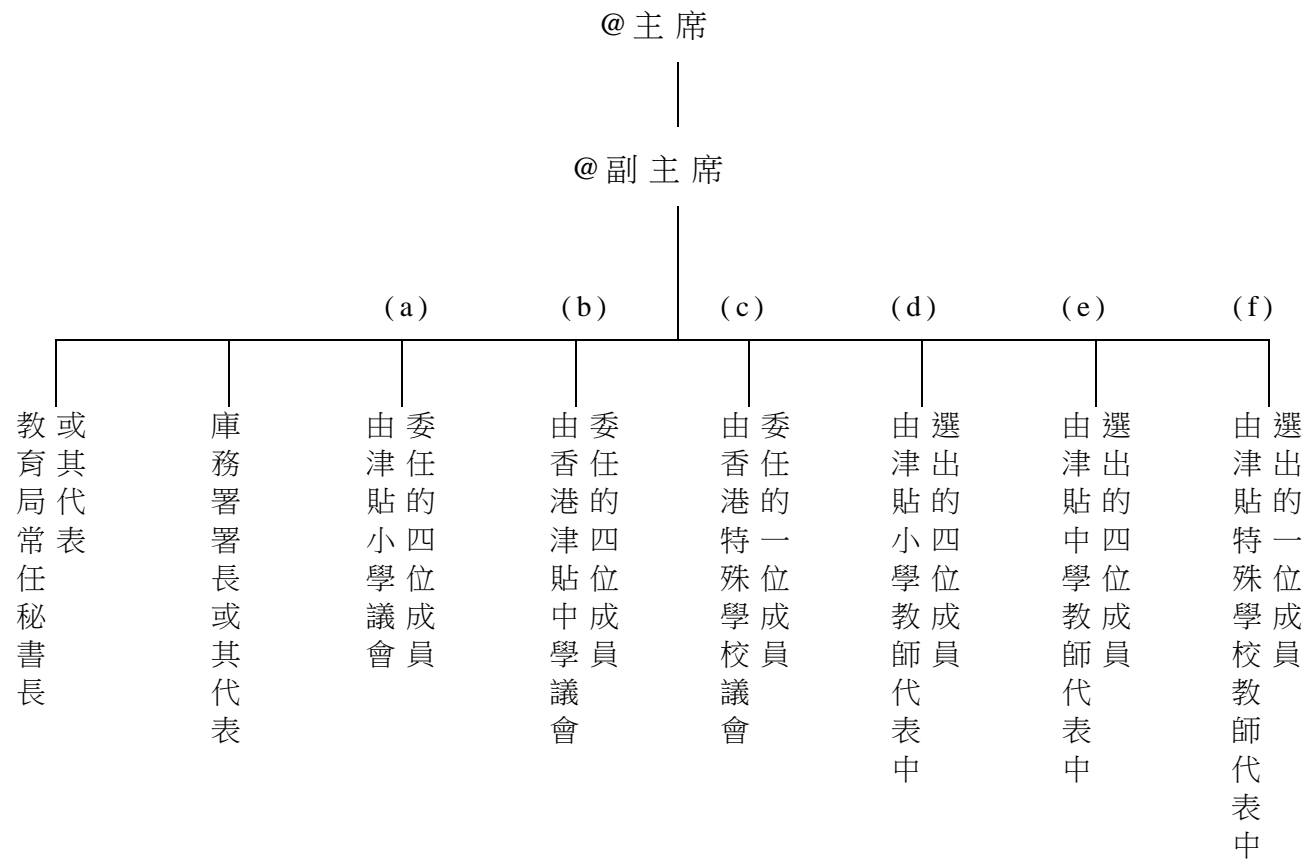 @主席
@副主席
(a)
(b)
(c)
(d)
(e)
(f)
教育局常任秘書長
或其代表
庫務署署長或其代表
由津貼小學議會
委任的四位成員
由香港津貼中學議會
委任的四位成員
由香港特殊學校議會
委任的一位成員
由津貼小學教師代表中
選出的四位成員
由津貼中學教師代表中
選出的四位成員
由津貼特殊學校教師代表中
選出的一位成員